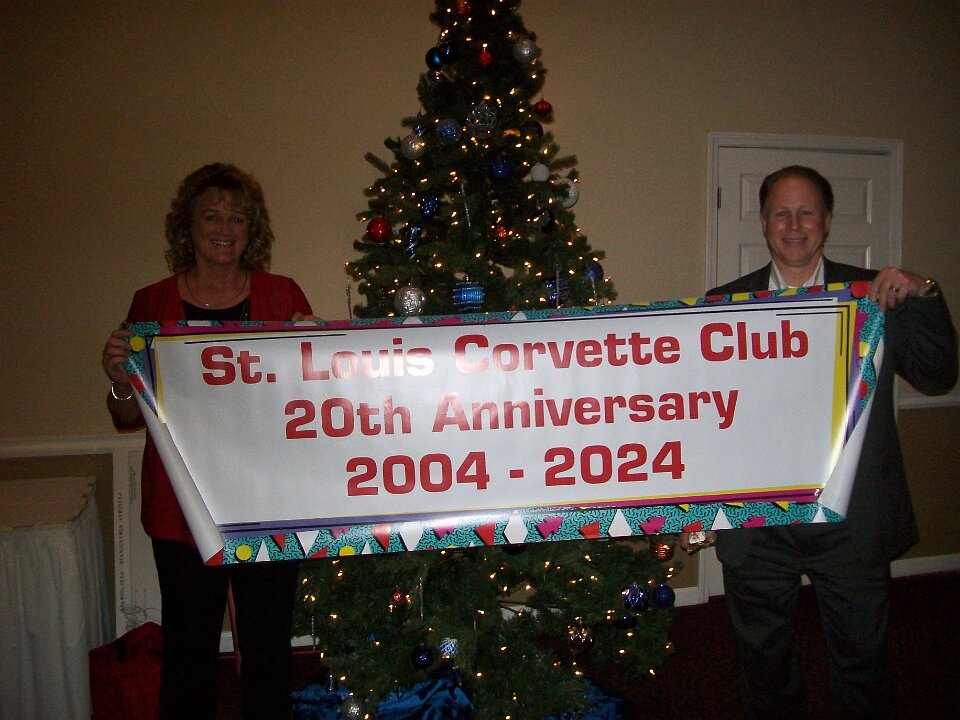 St. Louis Corvette Club
20th Anniversary
2004 - 2024